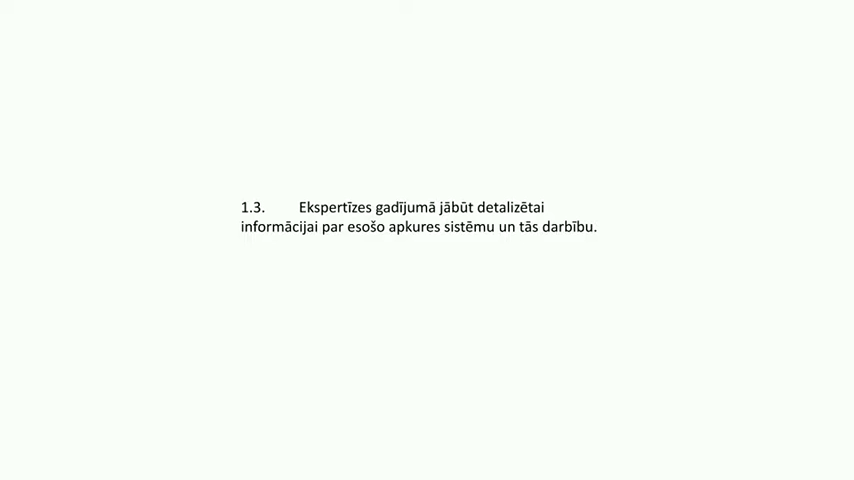 1.3. Ekspertīzes gadījumā jābūt detalizētai
informācijai par esošo apkures sistēmu un tās darbību.